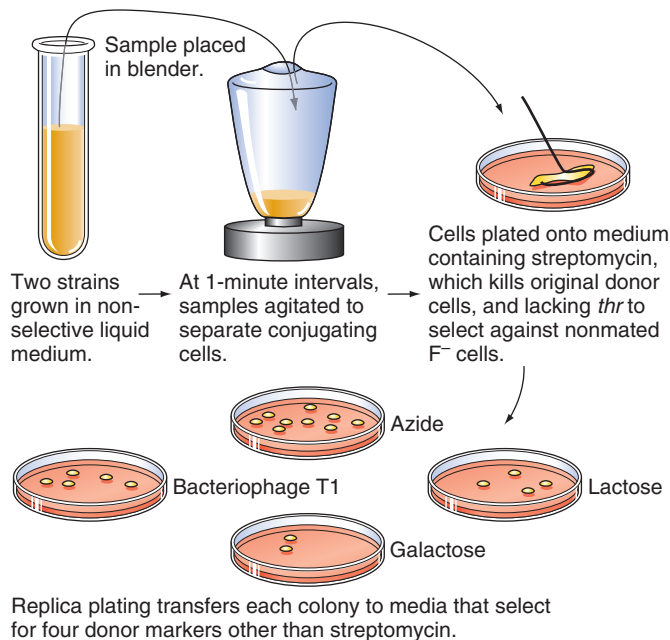 Sample placed
in blender.
Two strains
grown in non-
selective liquid
medium.
At 1-minute intervals,
samples agitated to
separate conjugating
cells.
Cells plated onto medium
containing streptomycin,
which kills original donor
cells, and lacking thr to
select against nonmated
F⁻ cells.
Azide
Bacteriophage T1
Lactose
Galactose
Replica plating transfers each colony to media that select
for four donor markers other than streptomycin.